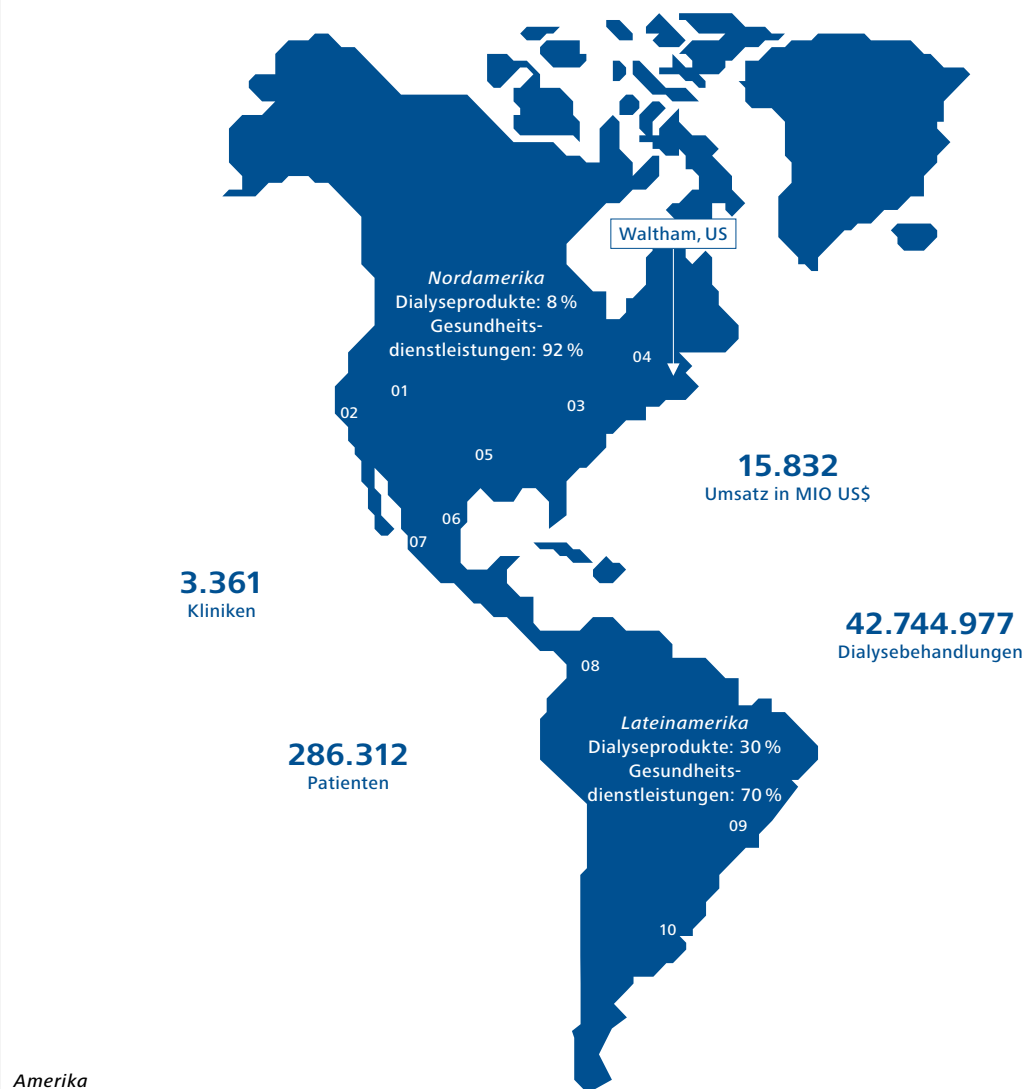 Waltham, US
Nordamerika
Dialyseprodukte: 8 %
Gesundheits-
dienstleistungen: 92 %
04
01
02
03
05
15.832
Umsatz in MIO US$
06
07
3.361
Kliniken
42.744.977
Dialysebehandlungen
08
Lateinamerika
Dialyseprodukte: 30 %
Gesundheits-
dienstleistungen: 70 %
286.312
Patienten
09
10
Amerika